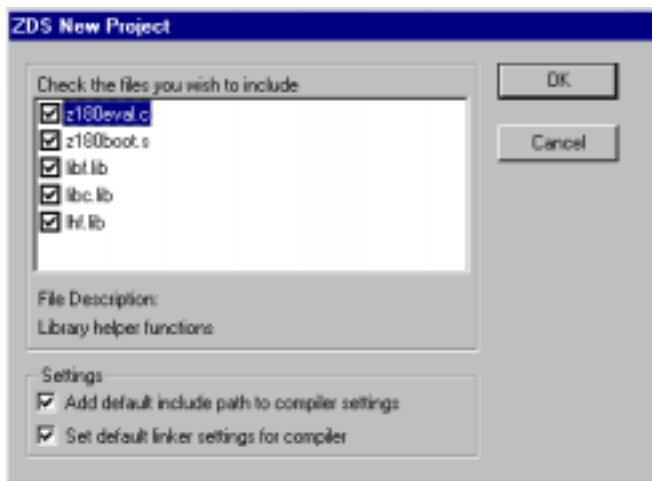 ZDS New Project
Check the files you wish to include
z180eval.c
z180boot.s
libf.lib
libc.lib
lhf.lib
File Description:
Library helper functions
Settings
Add default include path to compiler settings
Set default linker settings for compiler
OK
Cancel